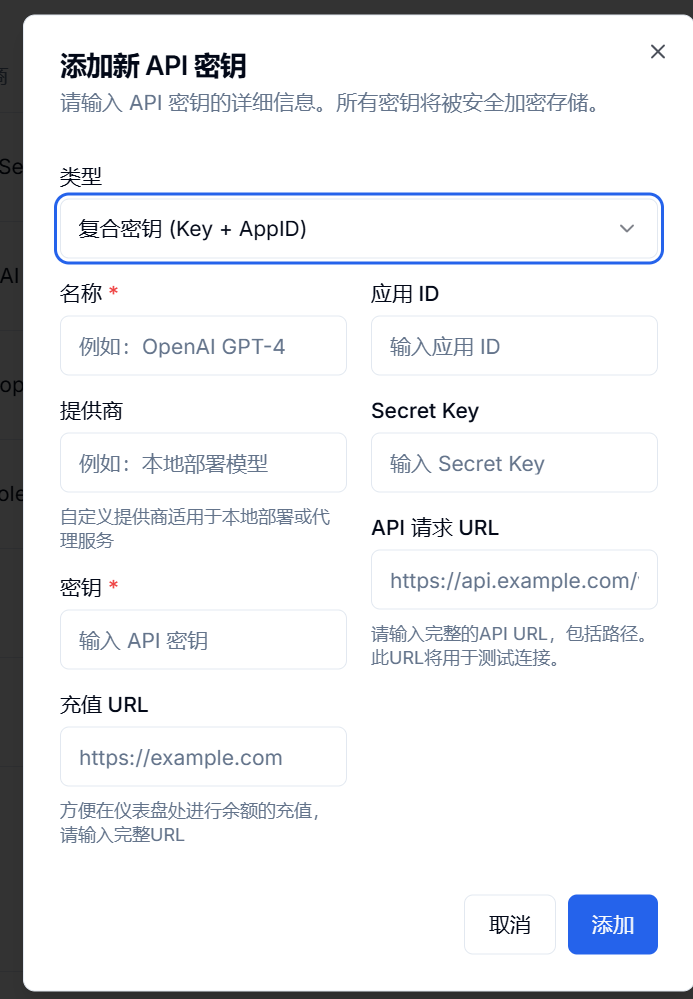 添加新 API 密钥
请输入 API 密钥的详细信息。所有密钥将被安全加密存储。
类型
复合密钥 (Key + AppID)
名称 *
例如：OpenAI GPT-4
提供商
例如：本地部署模型
自定义提供商适用于本地部署或代
理服务
密钥 *
输入 API 密钥
充值 URL
https://example.com
方便在仪表盘处进行余额的充值，
请输入完整URL
应用 ID
输入应用 ID
Secret Key
输入 Secret Key
API 请求 URL
https://api.example.com/
请输入完整的API URL，包括路径。
此URL将用于测试连接。
取消
添加